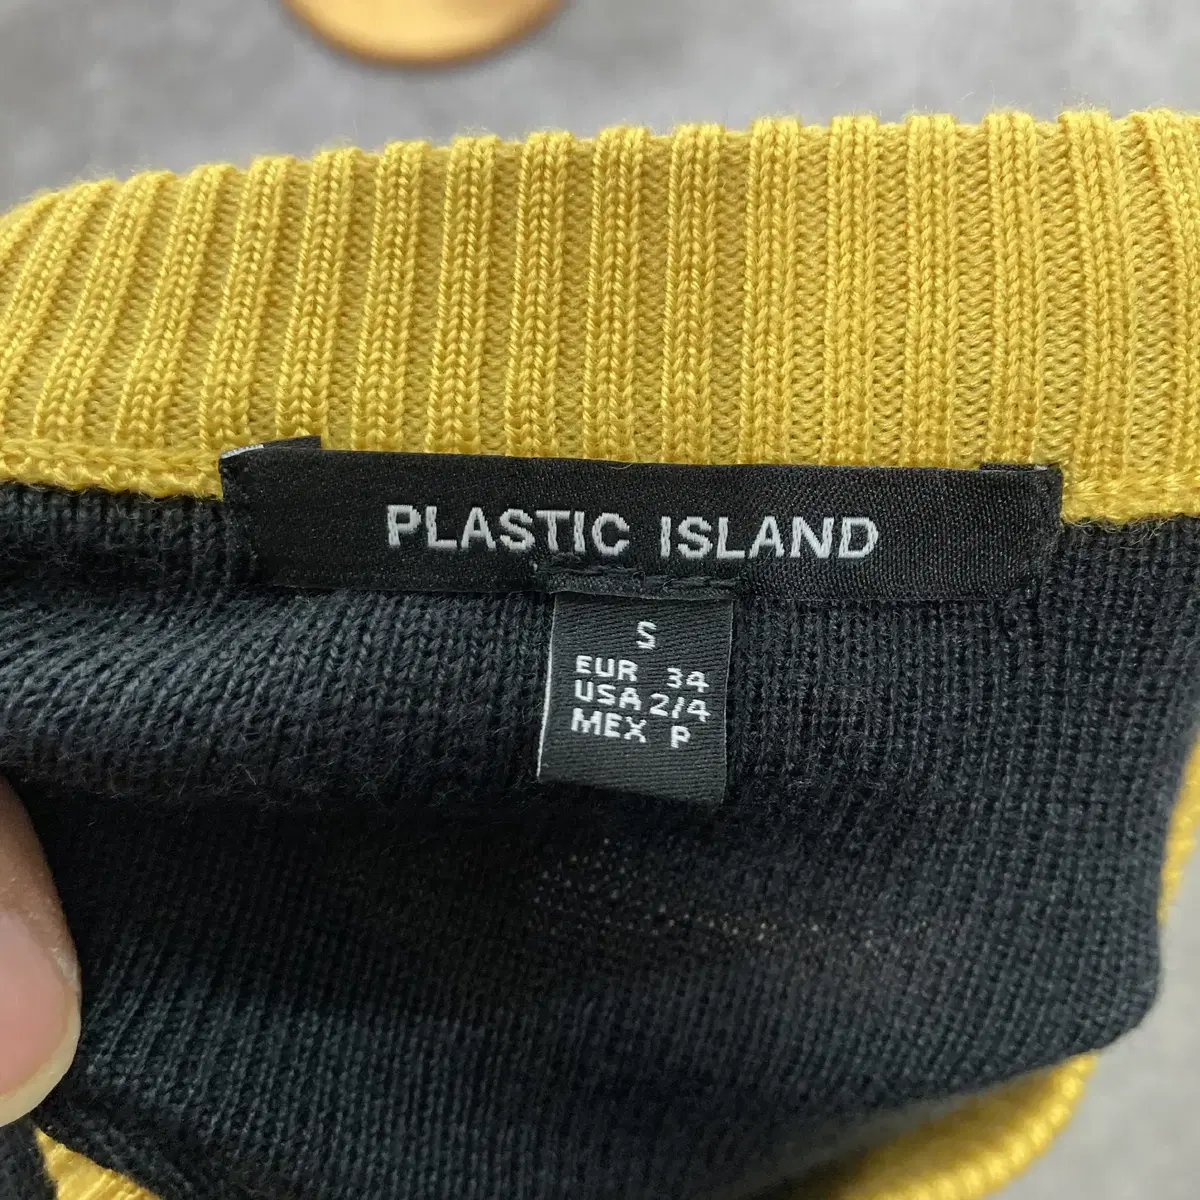 PLASTIC ISLAND
S
EUR 34
USA 2/4
MEX P